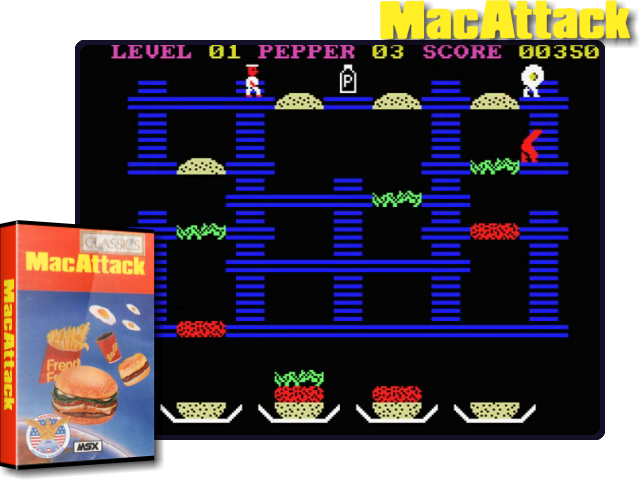 MacAttack
LEVEL 01 PEPPER 03 SCORE 00350
P
CLASSICS
MacAttack
MacAttack
MSX